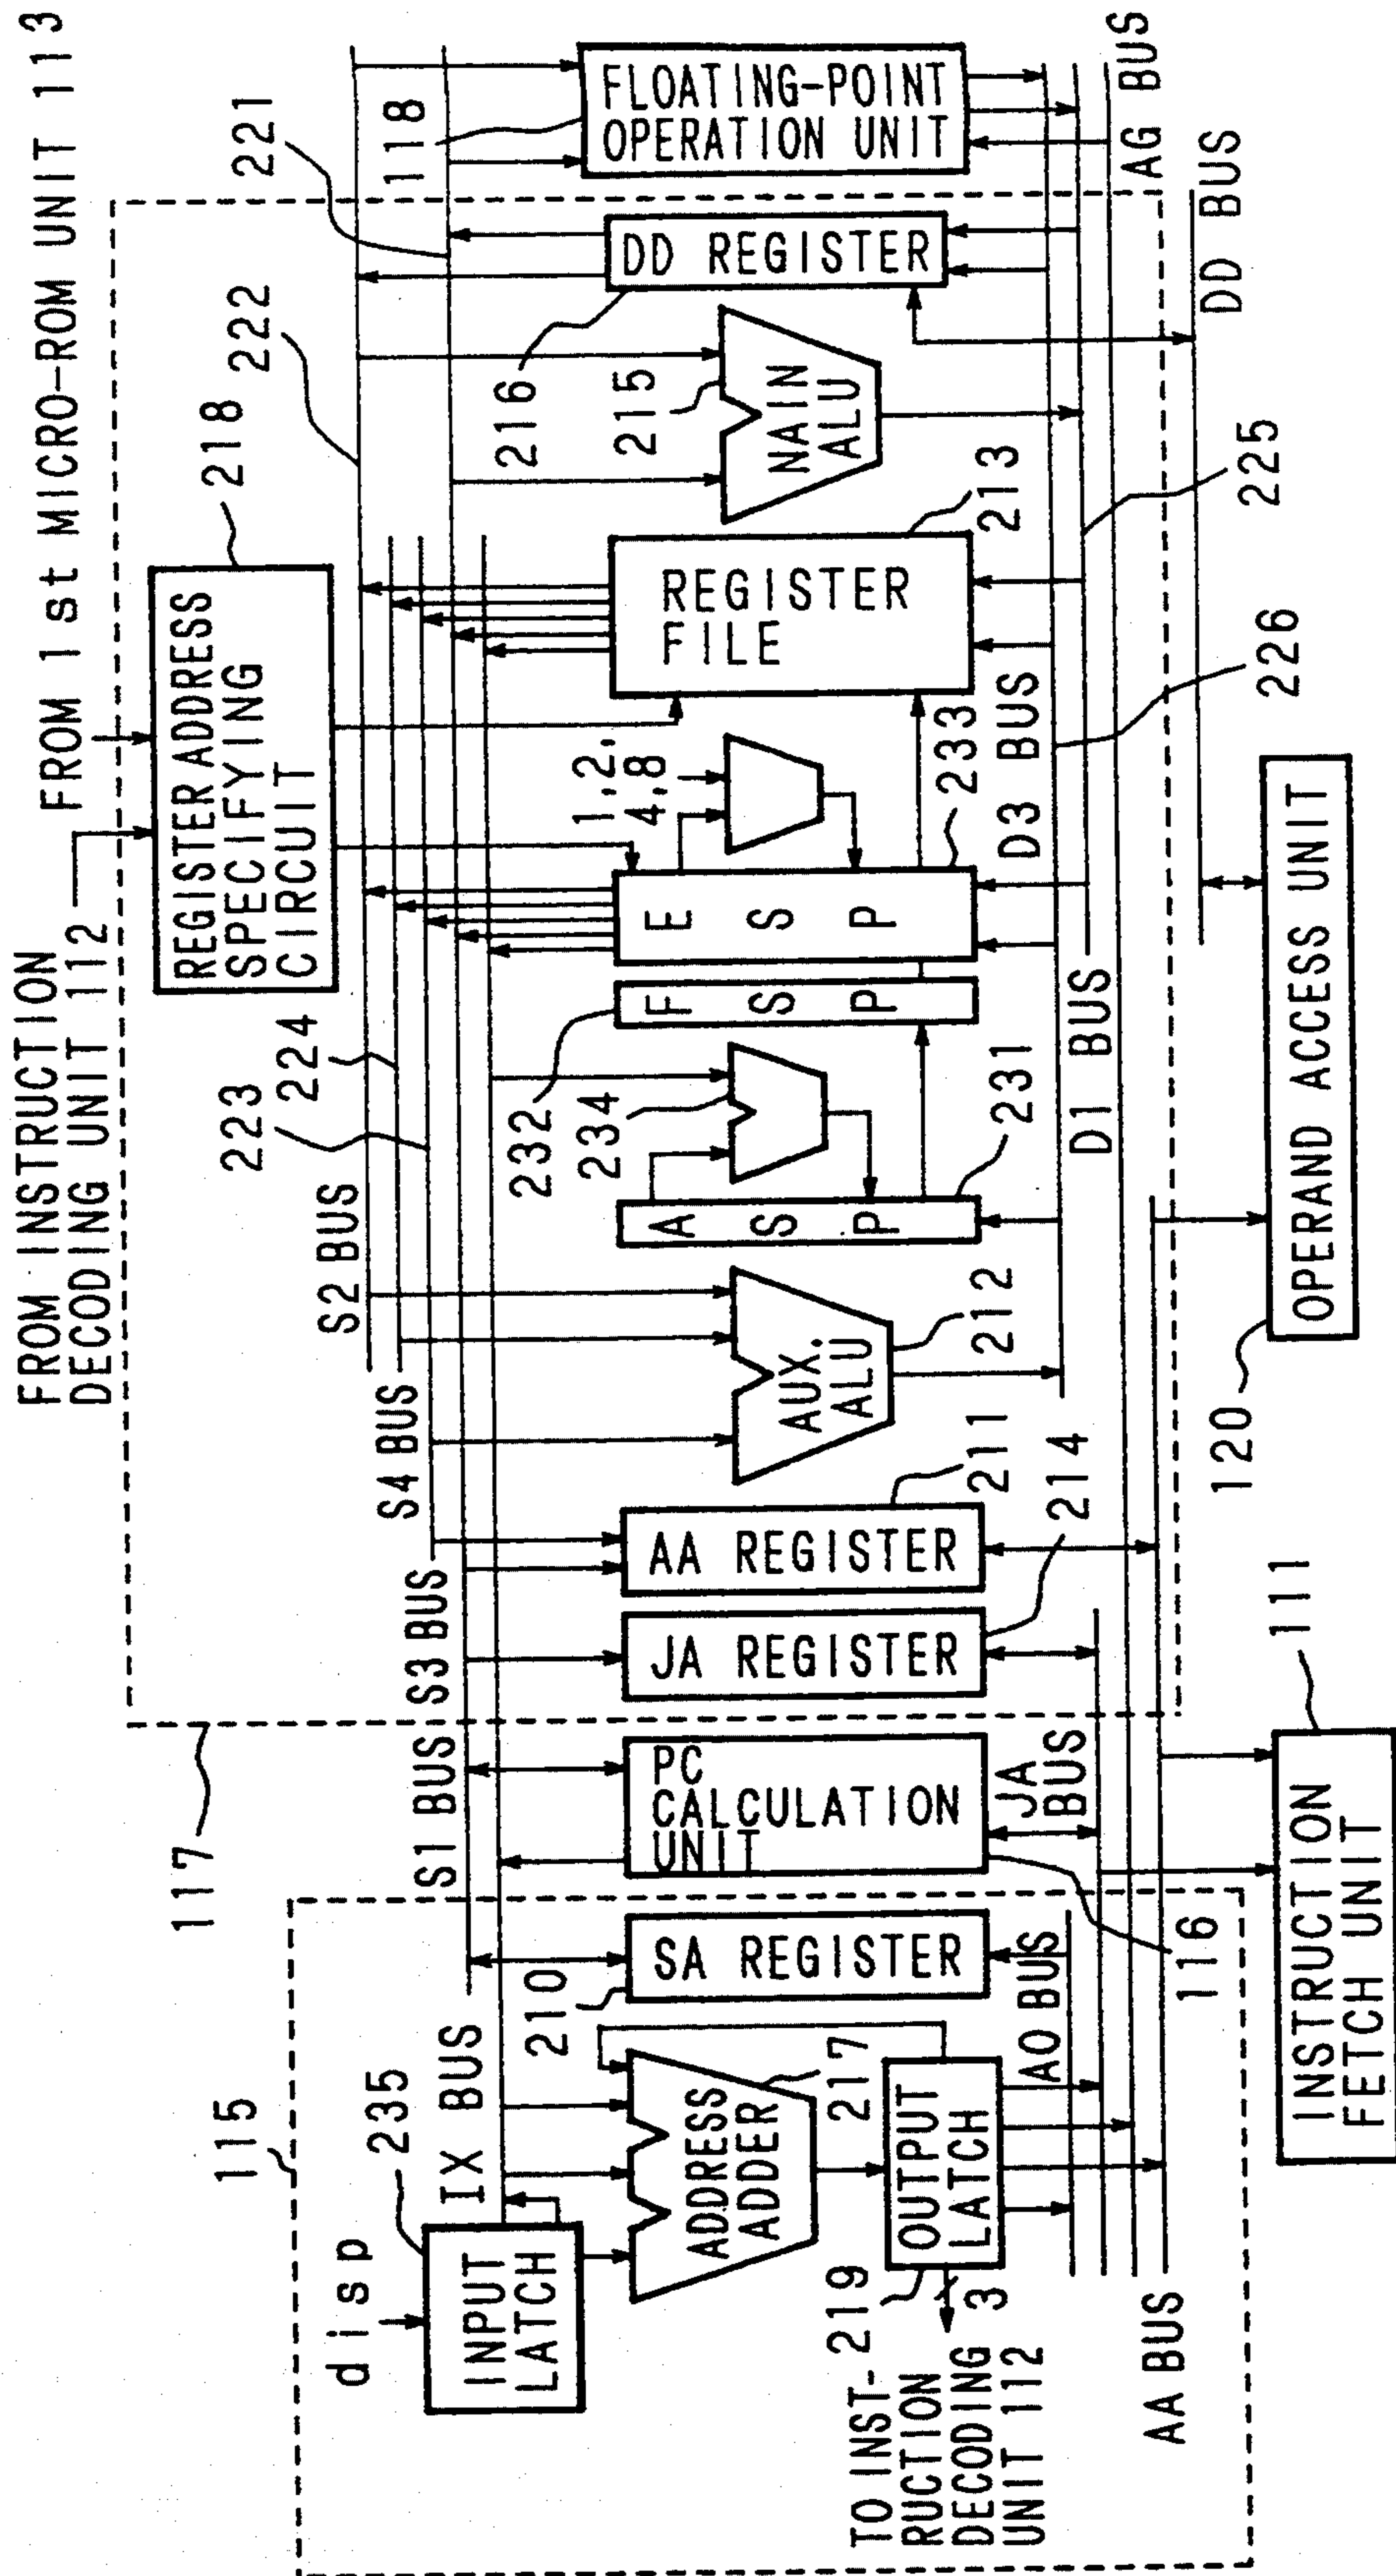 FROM INSTRUCTION
DECODING UNIT 112
FROM 1st MICRO-ROM UNIT 113
REGISTER ADDRESS
SPECIFYING
CIRCUIT
218
115
117
disp
235
INPUT
LATCH
IX BUS
S1 BUS
S3 BUS
S4 BUS
S2 BUS
223
224
222
221
118
210
SA REGISTER
ADDRESS
ADDER
217
OUTPUT
LATCH
219
3
TO INST-
RUCTION
DECODING
UNIT 112
AO BUS
AA BUS
PC
CALCULATION
UNIT
116
JA
BUS
JA REGISTER
214
AA REGISTER
211
AUX.
ALU
212
ASP
231
234
232
FSP
ESP
233
1,2,
4,8
REGISTER
FILE
213
NAIN
ALU
215
216
DD REGISTER
FLOATING-POINT
OPERATION UNIT
D1 BUS
D3 BUS
226
225
AG BUS
DD BUS
INSTRUCTION
FETCH UNIT
111
OPERAND ACCESS UNIT
120